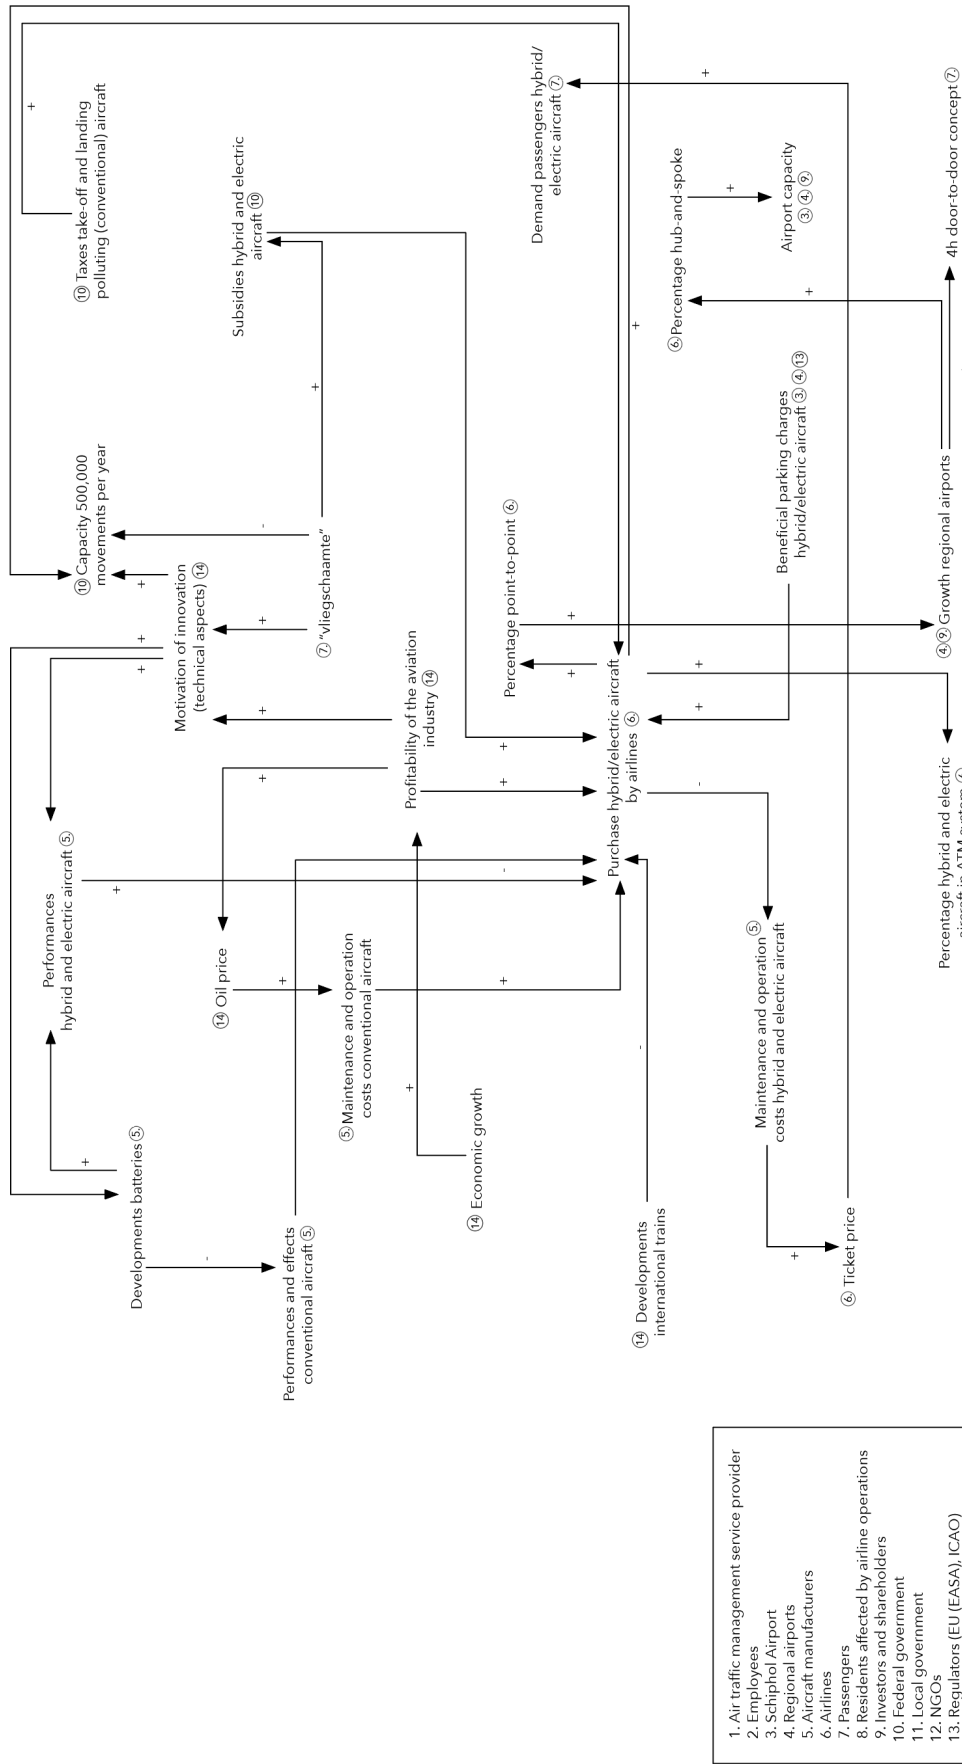 ⑩ Taxes take-off and landing
polluting (conventional) aircraft
+
⑩ Capacity 500,000
movements per year
Subsidies hybrid and electric
aircraft ⑩
Motivation of innovation
(technical aspects) ⑭
+
+
+
+
-
+
⑦ "vliegschaamte"
+
Performances
hybrid and electric aircraft ⑤
+
Developments batteries ⑤
-
Performances and effects
conventional aircraft ⑤
⑭ Oil price
+
+
⑤ Maintenance and operation
costs conventional aircraft
Profitability of the aviation
industry ⑭
+
⑭ Economic growth
+
+
+
-
+
Demand passengers hybrid/
electric aircraft ⑦
+
Percentage point-to-point ⑥
+
+
Purchase hybrid/electric aircraft
by airlines ⑥
+
⑭ Developments
international trains
-
⑥ Percentage hub-and-spoke
+
Airport capacity
③ ④ ⑨
+
Beneficial parking charges
hybrid/electric aircraft ③ ④ ⑬
+
+
-
Maintenance and operation ⑤
costs hybrid and electric aircraft
+
⑥ Ticket price
④ ⑨ Growth regional airports
4h door-to-door concept ⑦
Percentage hybrid and electric
1. Air traffic management service provider
2. Employees
3. Schiphol Airport
4. Regional airports
5. Aircraft manufacturers
6. Airlines
7. Passengers
8. Residents affected by airline operations
9. Investors and shareholders
10. Federal government
11. Local government
12. NGOs
13. Regulators (EU (EASA), ICAO)